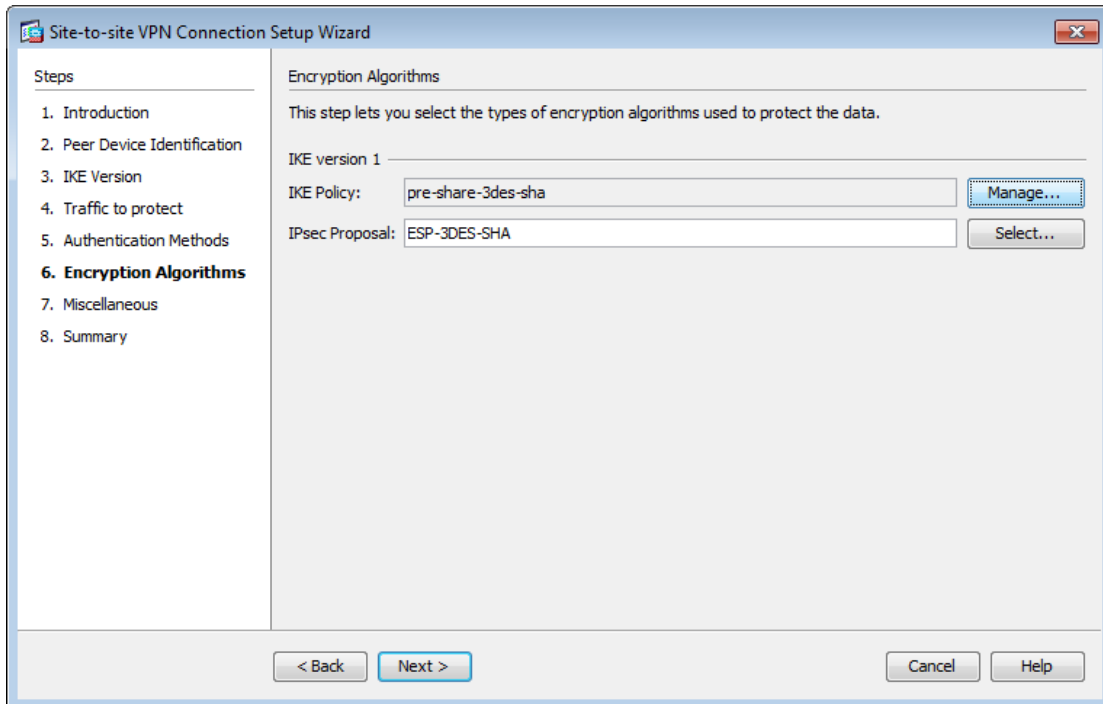 Site-to-site VPN Connection Setup Wizard
Steps
1. Introduction
2. Peer Device Identification
3. IKE Version
4. Traffic to protect
5. Authentication Methods
6. Encryption Algorithms
7. Miscellaneous
8. Summary
Encryption Algorithms
This step lets you select the types of encryption algorithms used to protect the data.
IKE version 1
IKE Policy: pre-share-3des-sha Manage...
IPsec Proposal: ESP-3DES-SHA Select...
< Back Next > Cancel Help